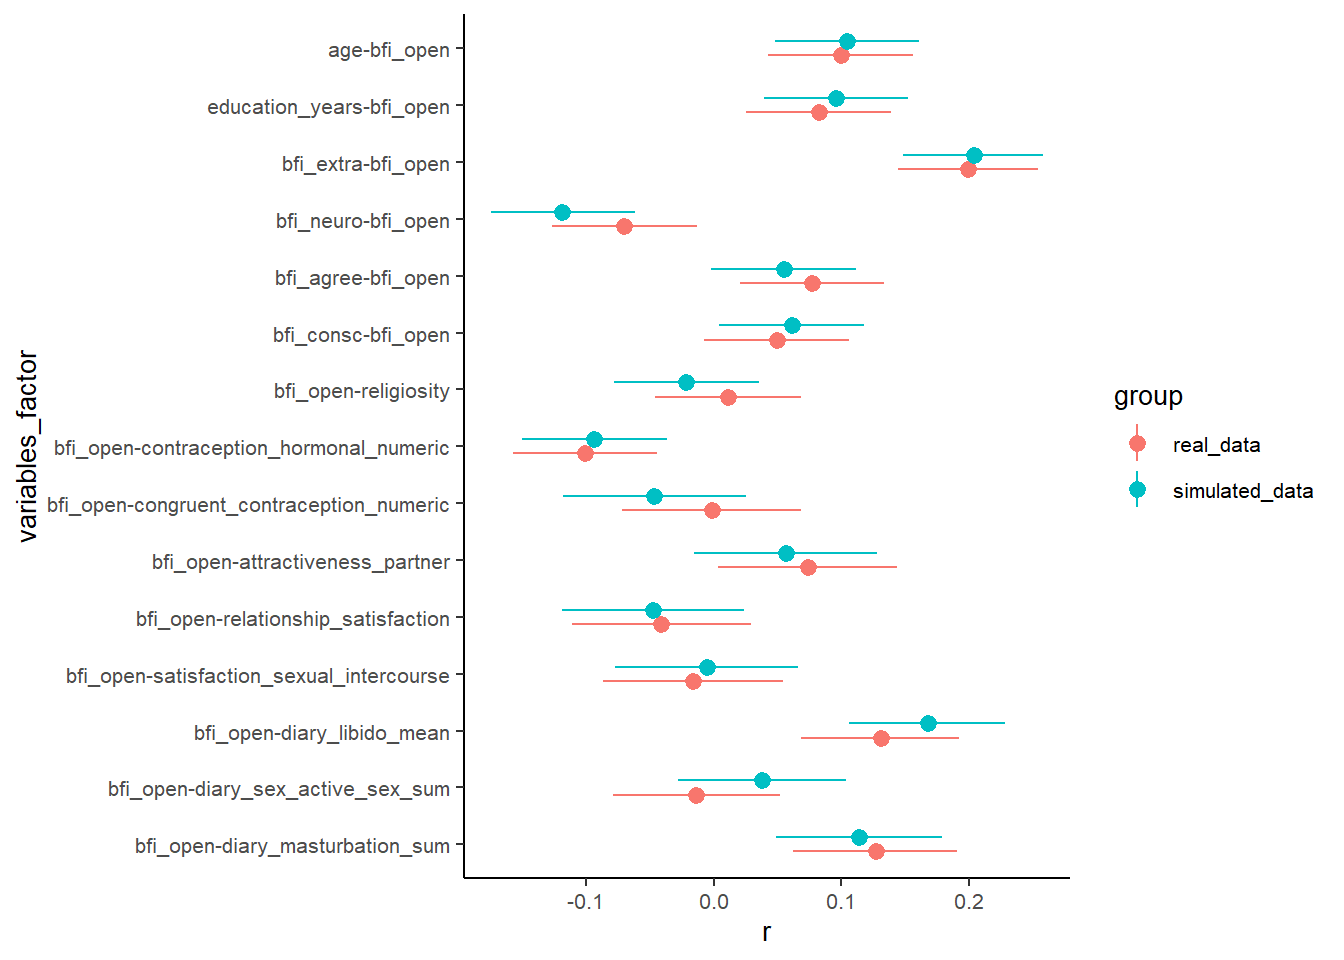 variables_factor
age-bfi_open
education_years-bfi_open
bfi_extra-bfi_open
bfi_neuro-bfi_open
bfi_agree-bfi_open
bfi_consc-bfi_open
bfi_open-religiosity
bfi_open-contraception_hormonal_numeric
bfi_open-congruent_contraception_numeric
bfi_open-attractiveness_partner
bfi_open-relationship_satisfaction
bfi_open-satisfaction_sexual_intercourse
bfi_open-diary_libido_mean
bfi_open-diary_sex_active_sex_sum
bfi_open-diary_masturbation_sum
-0.1 0.0 0.1 0.2
r
group
real_data
simulated_data